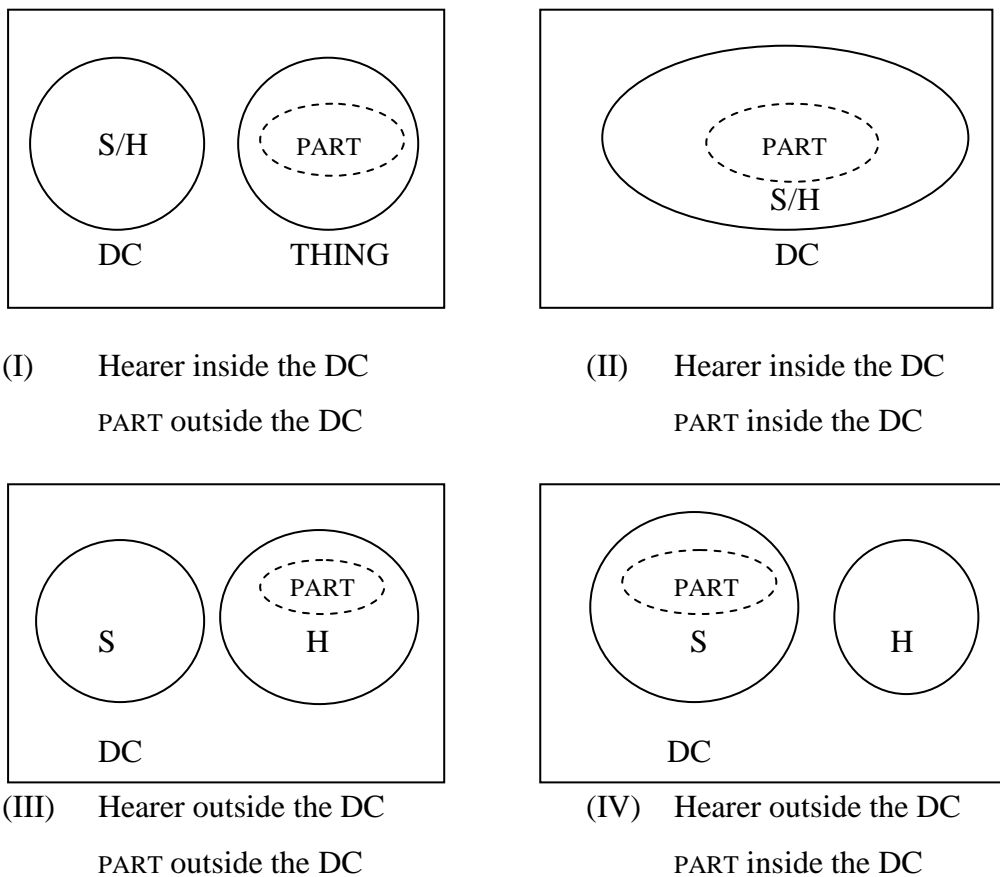 S/H
PART
DC
THING
PART
S/H
DC
(I) Hearer inside the DC
PART outside the DC
(II) Hearer inside the DC
PART inside the DC
S
PART
H
DC
PART
S
H
DC
(III) Hearer outside the DC
PART outside the DC
(IV) Hearer outside the DC
PART inside the DC